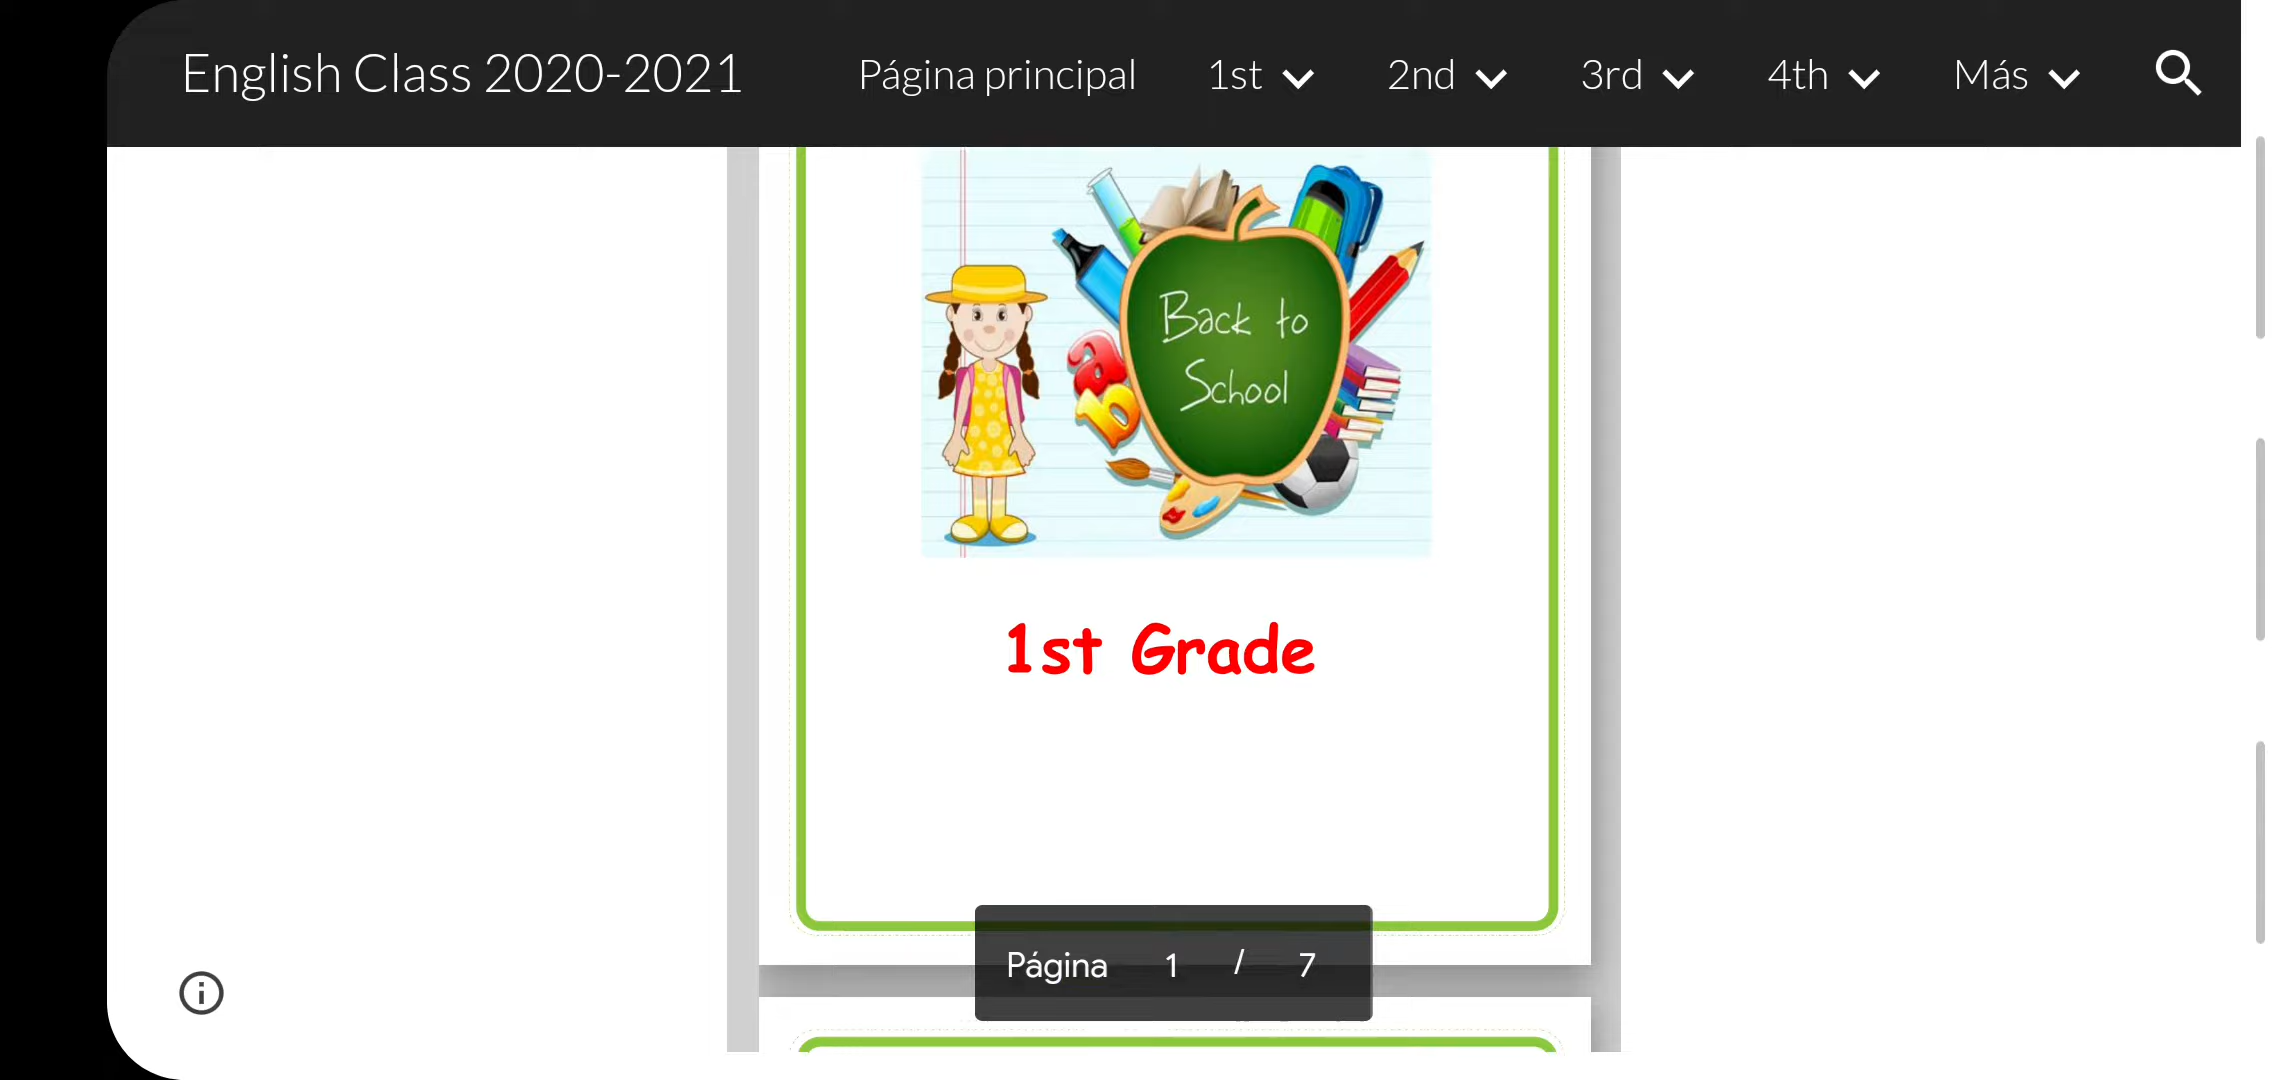 English Class 2020-2021 Página principal 1st 2nd 3rd 4th Más
Back to
School
a
b
1st Grade
Página 1 / 7